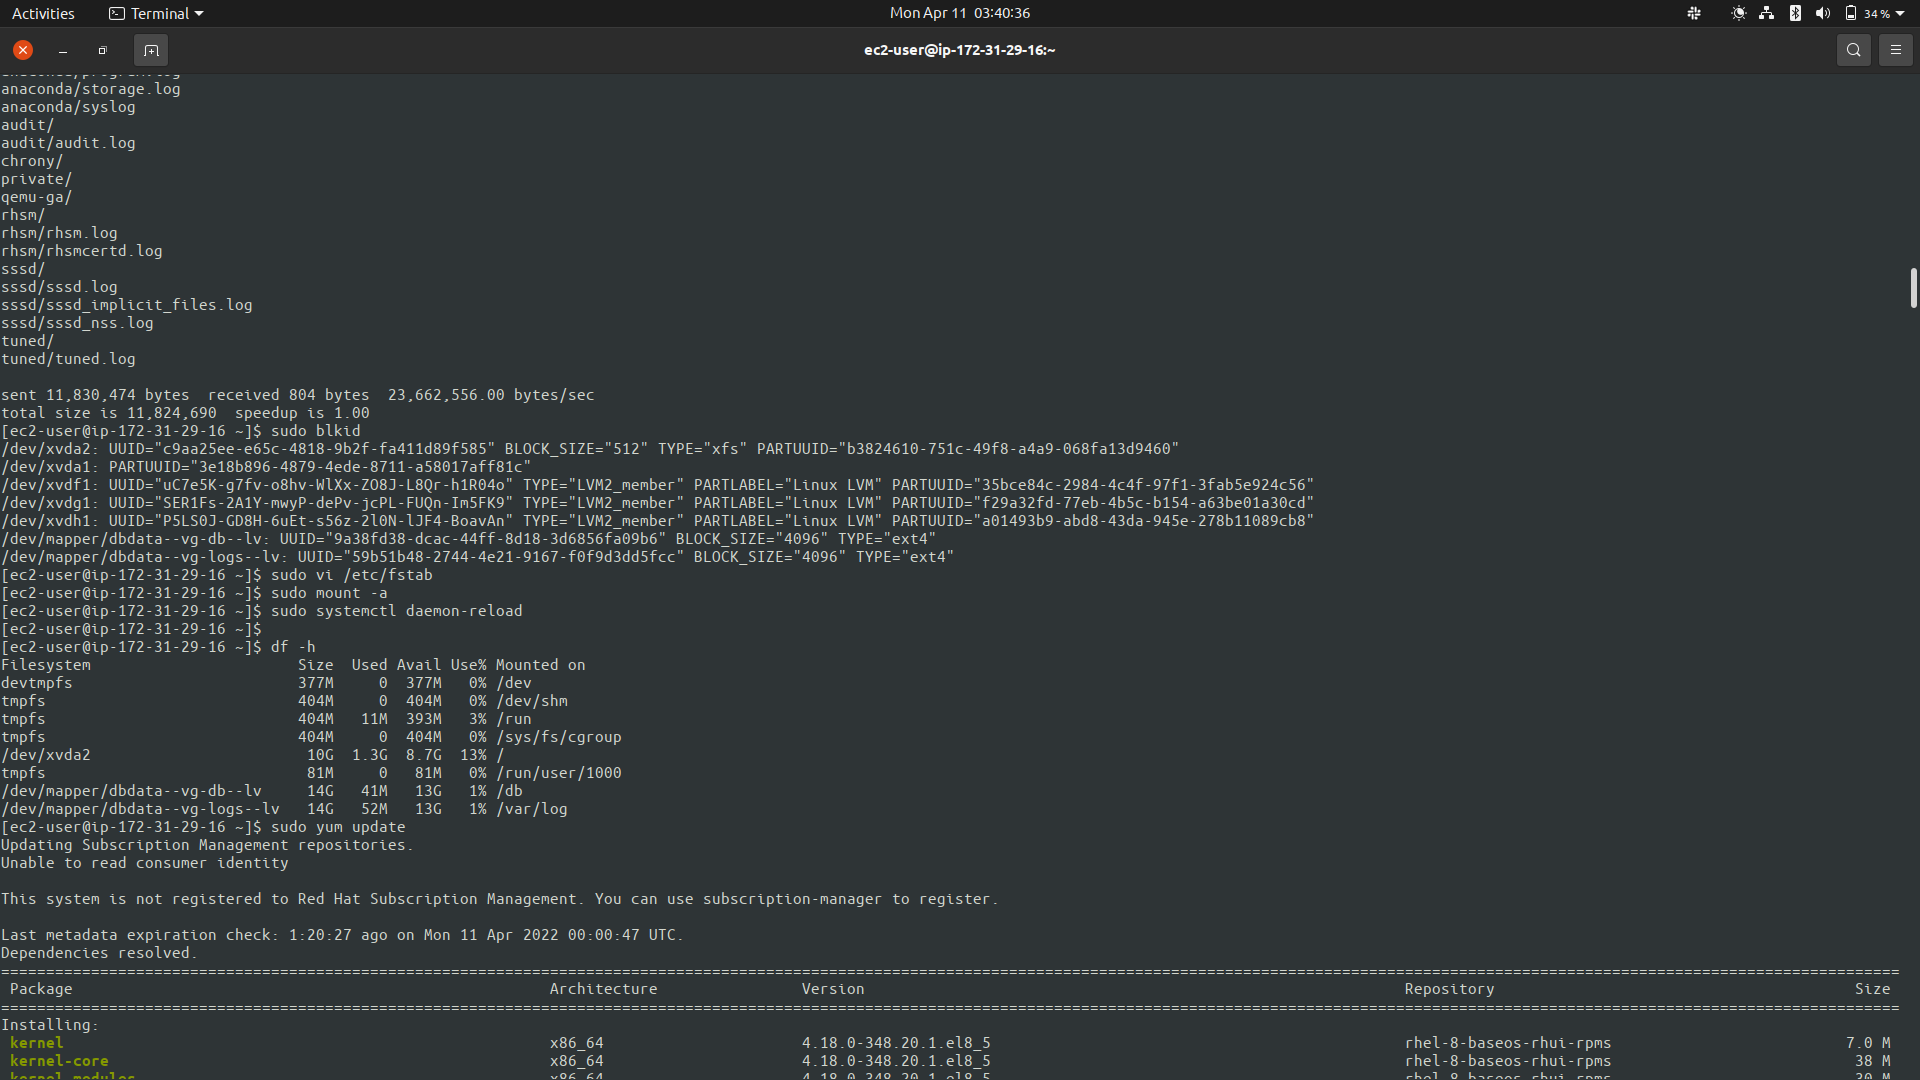 Activities Terminal Mon Apr 11 03:40:36 34 %
ec2-user@ip-172-31-29-16:~
anaconda/storage.log
anaconda/syslog
audit/
audit/audit.log
chrony/
private/
qemu-ga/
rhsm/
rhsm/rhsm.log
rhsm/rhsmcertd.log
sssd/
sssd/sssd.log
sssd/sssd_implicit_files.log
sssd/sssd_nss.log
tuned/
tuned/tuned.log
sent 11,830,474 bytes  received 804 bytes  23,662,556.00 bytes/sec
total size is 11,824,690  speedup is 1.00
[ec2-user@ip-172-31-29-16 ~]$ sudo blkid
/dev/xvda2: UUID="c9aa25ee-e65c-4818-9b2f-fa411d89f585" BLOCK_SIZE="512" TYPE="xfs" PARTUUID="b3824610-751c-49f8-a4a9-068fa13d9460"
/dev/xvda1: PARTUUID="3e18b896-4879-4ede-8711-a58017aff81c"
/dev/xvdf1: UUID="uC7e5K-g7fv-o8hv-WlXx-ZO8J-L8Qr-h1R04o" TYPE="LVM2_member" PARTLABEL="Linux LVM" PARTUUID="35bce84c-2984-4c4f-97f1-3fab5e924c56"
/dev/xvdg1: UUID="SER1Fs-2A1Y-mwyP-dePv-jcPL-FUQn-Im5FK9" TYPE="LVM2_member" PARTLABEL="Linux LVM" PARTUUID="f29a32fd-77eb-4b5c-b154-a63be01a30cd"
/dev/xvdh1: UUID="P5LS0J-GD8H-6uEt-s56z-2l0N-lJF4-BoavAn" TYPE="LVM2_member" PARTLABEL="Linux LVM" PARTUUID="a01493b9-abd8-43da-945e-278b11089cb8"
/dev/mapper/dbdata--vg-db--lv: UUID="9a38fd38-dcac-44ff-8d18-3d6856fa09b6" BLOCK_SIZE="4096" TYPE="ext4"
/dev/mapper/dbdata--vg-logs--lv: UUID="59b51b48-2744-4e21-9167-f0f9d3dd5fcc" BLOCK_SIZE="4096" TYPE="ext4"
[ec2-user@ip-172-31-29-16 ~]$ sudo vi /etc/fstab
[ec2-user@ip-172-31-29-16 ~]$ sudo mount -a
[ec2-user@ip-172-31-29-16 ~]$ sudo systemctl daemon-reload
[ec2-user@ip-172-31-29-16 ~]$
[ec2-user@ip-172-31-29-16 ~]$ df -h
Filesystem                       Size  Used Avail Use% Mounted on
devtmpfs                         377M     0  377M   0% /dev
tmpfs                            404M     0  404M   0% /dev/shm
tmpfs                            404M   11M  393M   3% /run
tmpfs                            404M     0  404M   0% /sys/fs/cgroup
/dev/xvda2                        10G  1.3G  8.7G  13% /
tmpfs                             81M     0   81M   0% /run/user/1000
/dev/mapper/dbdata--vg-db--lv     14G   41M   13G   1% /db
/dev/mapper/dbdata--vg-logs--lv   14G   52M   13G   1% /var/log
[ec2-user@ip-172-31-29-16 ~]$ sudo yum update
Updating Subscription Management repositories.
Unable to read consumer identity
This system is not registered to Red Hat Subscription Management. You can use subscription-manager to register.
Last metadata expiration check: 1:20:27 ago on Mon 11 Apr 2022 00:00:47 UTC.
Dependencies resolved.
Package Architecture Version Repository Size
Installing:
kernel x86_64 4.18.0-348.20.1.el8_5 rhel-8-baseos-rhui-rpms 7.0 M
kernel-core x86_64 4.18.0-348.20.1.el8_5 rhel-8-baseos-rhui-rpms 38 M
kernel-modules x86_64 4.18.0-348.20.1.el8_5 rhel-8-baseos-rhui-rpms 30 M